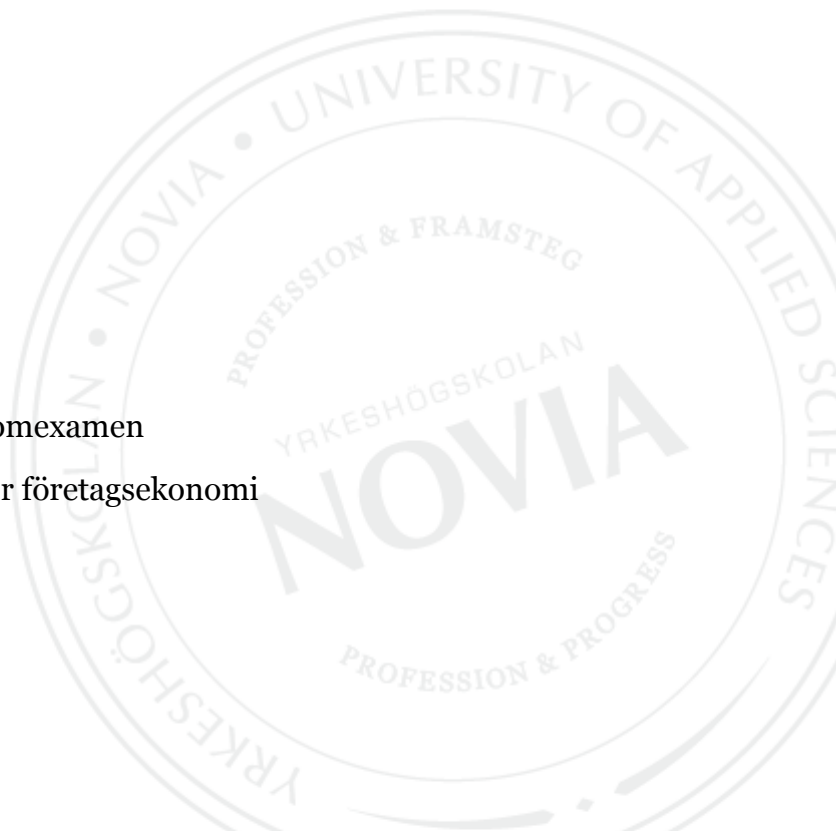 UNIVERSITY OF APPLIED SCIENCES
YRKESHÖGSKOLAN • NOVIA •
PROFESSION & FRAMSTEG
YRKESHÖGSKOLAN
NOVIA
PROFESSION & PROGRESS
omexamen
r företagsekonomi